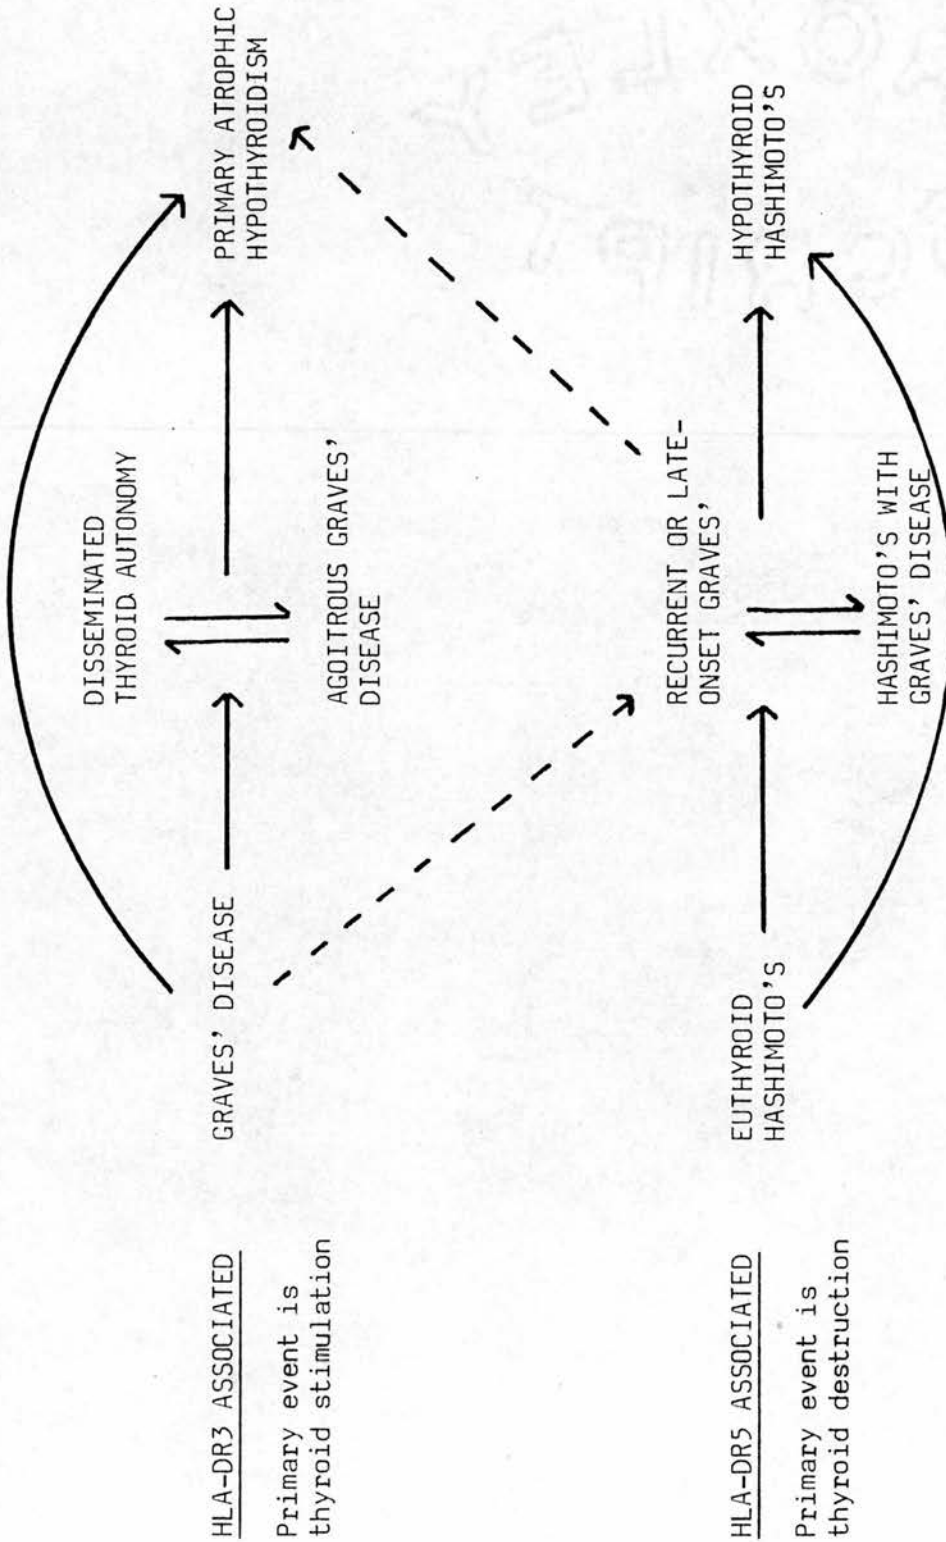 HLA-DR3 ASSOCIATED
Primary event is
thyroid stimulation
GRAVES' DISEASE
DISSEMINATED
THYROID AUTONOMY
AGOITROUS GRAVES'
DISEASE
PRIMARY ATROPHIC
HYPOTHYROIDISM
HLA-DR5 ASSOCIATED
Primary event is
thyroid destruction
EUTHYROID
HASHIMOTO'S
RECURRENT OR LATE-
ONSET GRAVES'
HASHIMOTO'S WITH
GRAVES' DISEASE
HYPOTHYROID
HASHIMOTO'S